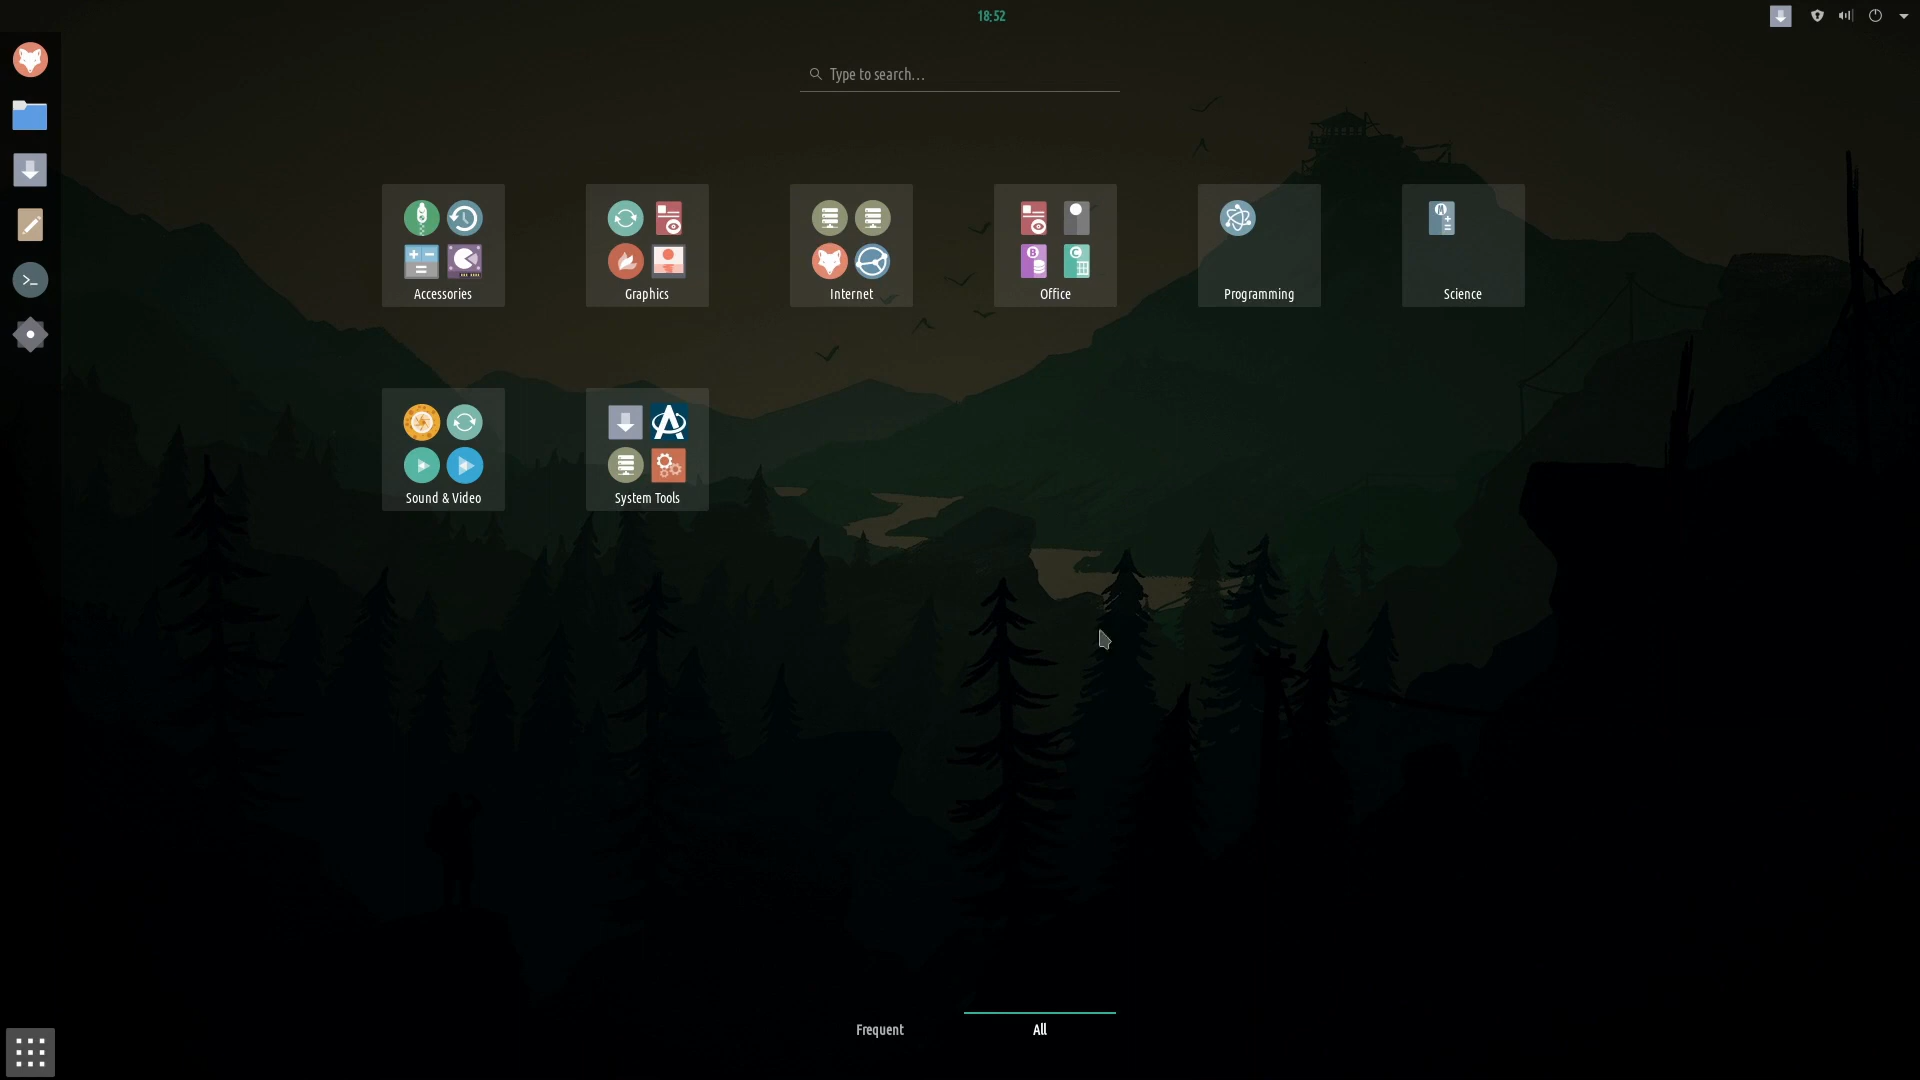 18:52
Type to search...
Accessories
Graphics
Internet
Office
Programming
Science
Sound & Video
System Tools
Frequent
All